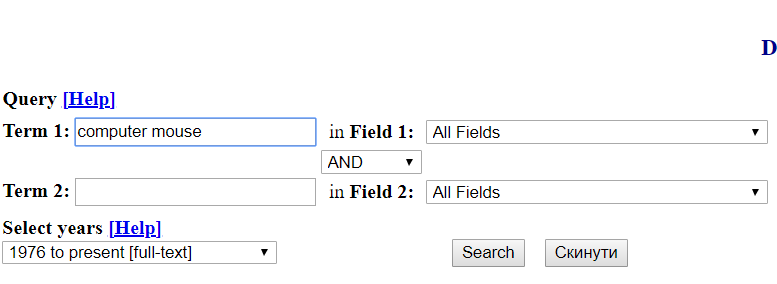 D
Query [Help]
Term 1: computer mouse in Field 1: All Fields
AND
Term 2: in Field 2: All Fields
Select years [Help]
1976 to present [full-text] Search Скинути